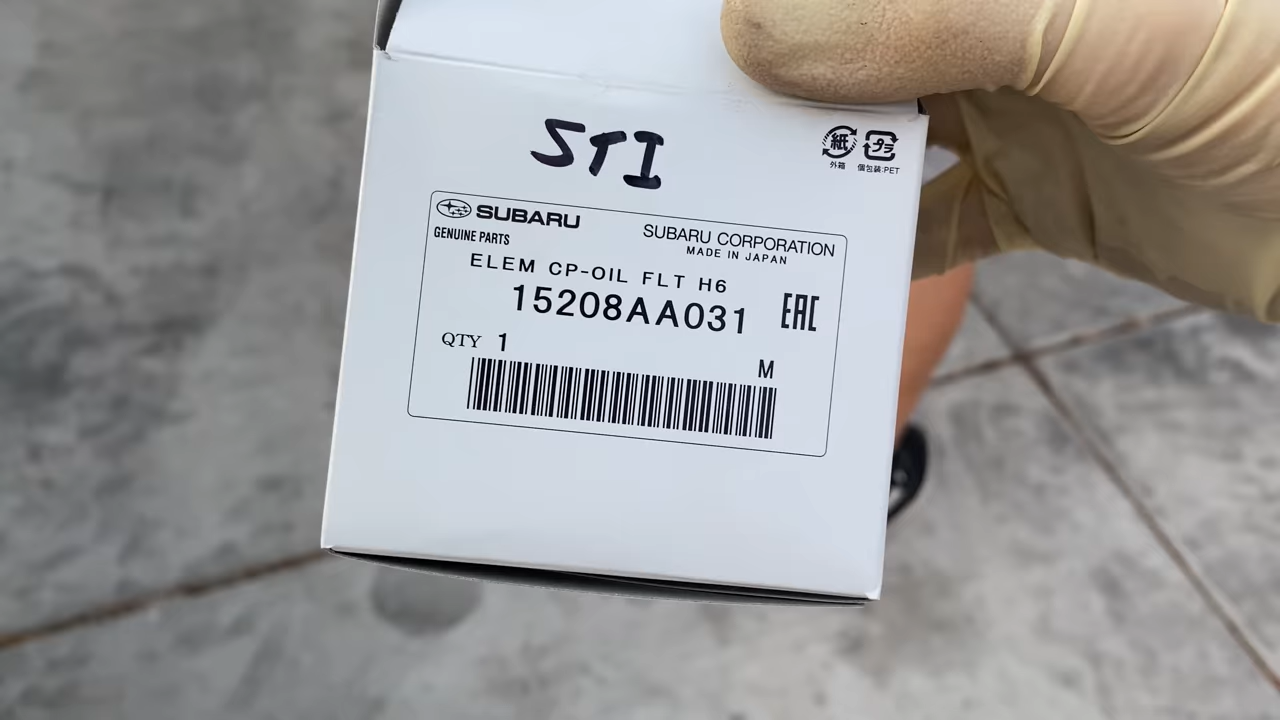 STI
紙 プラ
外箱 個包装:PET
SUBARU
GENUINE PARTS
SUBARU CORPORATION
MADE IN JAPAN
ELEM CP-OIL FLT H6
15208AA031
EAC
QTY 1
M